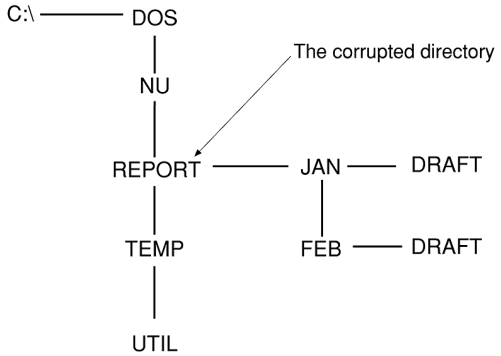 C:\ DOS
NU
The corrupted directory
REPORT JAN DRAFT
TEMP FEB DRAFT
UTIL